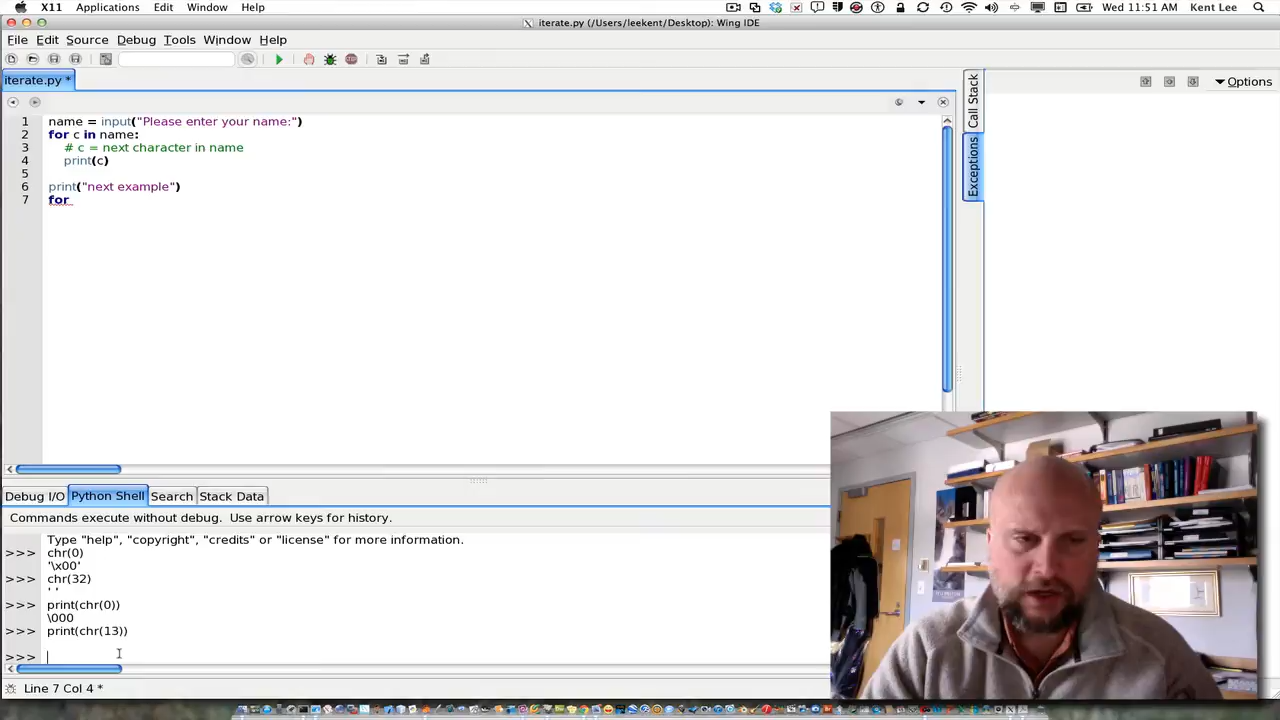 X11 Applications Edit Window Help Wed 11:51 AM Kent Lee
iterate.py (/Users/leekent/Desktop): Wing IDE
File Edit Source Debug Tools Window Help
iterate.py *
Options
1 name = input("Please enter your name:")
2 for c in name:
3 # c = next character in name
4 print(c)
5
6 print("next example")
7 for
Call Stack
Exceptions
Debug I/O Python Shell Search Stack Data
Commands execute without debug. Use arrow keys for history.
Type "help", "copyright", "credits" or "license" for more information.
>>> chr(0)
'\x00'
>>> chr(32)
' '
>>> print(chr(0))
\000
>>> print(chr(13))
>>>
Line 7 Col 4 *